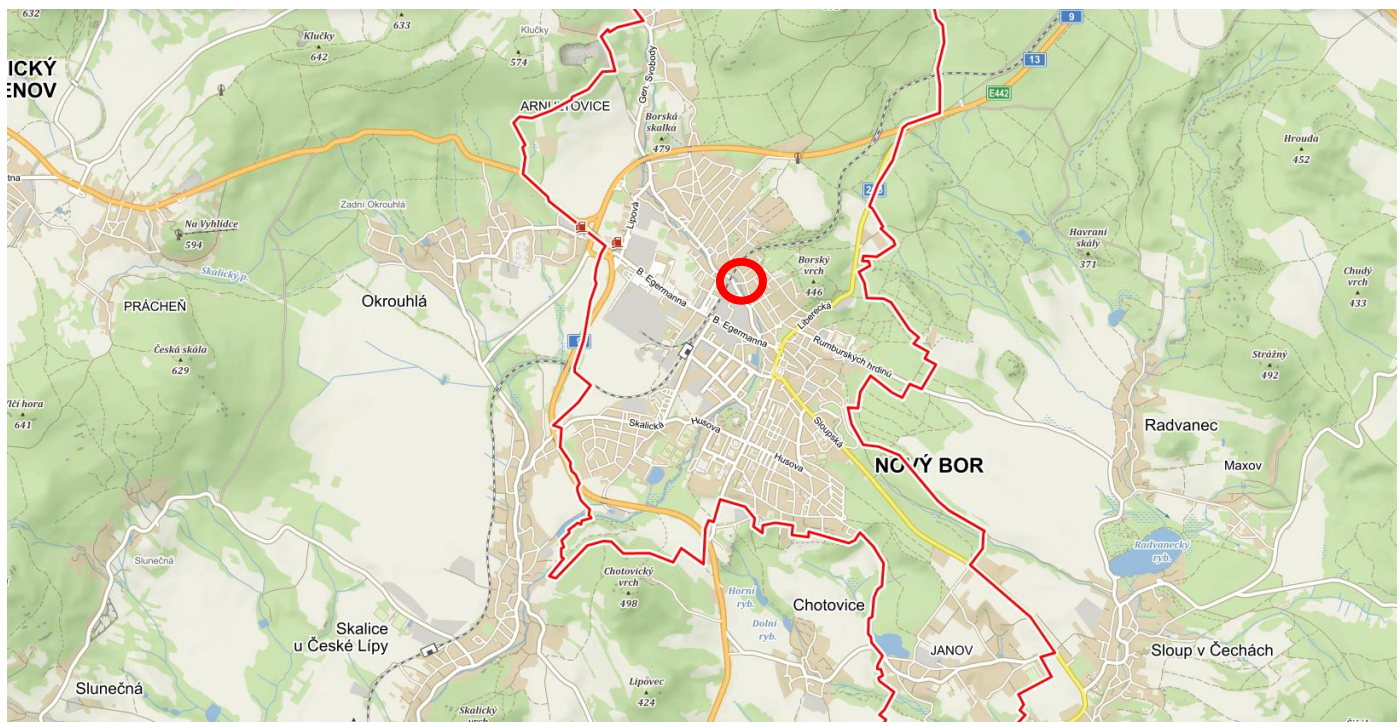 632
633
Klučky
642
Klučky
574
ICKÝ
ENOV
Gen. Svobody
9
13
E442
ARNULTOVICE
Borská
skalka
479
Hrouda
452
Zadní Okrouhlá
Lipová
Na Vyhlídce
594
Skalický p.
Havraní
skály
371
Borský
vrch
446
Chudý
vrch
433
B. Egermanna
PRÁCHEŇ
Okrouhlá
Liberecká
B. Egermanna
Rumburských hrdinů
Česká skála
629
Strážný
492
Vlčí hora
641
Skalická
Husova
Sloupská
Radvanec
Husova
NOVÝ BOR
Maxov
Radvanecký
ryb.
Slunečná
Chotovický
vrch
498
Horní
ryb.
Chotovice
Dolní
ryb.
Skalice
u České Lípy
JANOV
Sloup v Čechách
Slunečná
Lipovec
424
Skalický
vrch